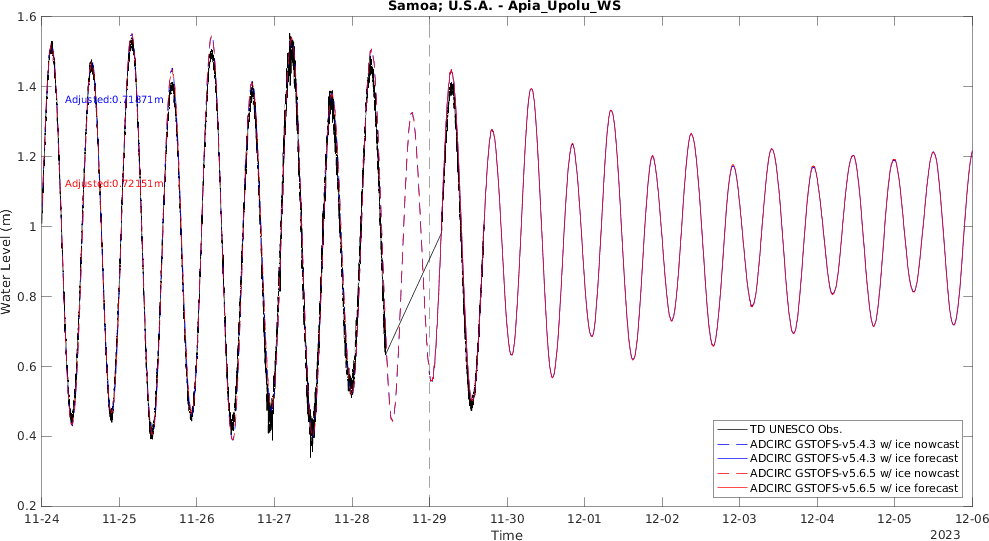 Samoa; U.S.A. - Apia_Upolu_WS
Water Level (m)
1.6
1.4
1.2
1
0.8
0.6
0.4
0.2
Adjusted:0.71871m
Adjusted:0.72151m
TD UNESCO Obs.
ADCIRC GSTOFS-v5.4.3 w/ ice nowcast
ADCIRC GSTOFS-v5.4.3 w/ ice forecast
ADCIRC GSTOFS-v5.6.5 w/ ice nowcast
ADCIRC GSTOFS-v5.6.5 w/ ice forecast
11-24 11-25 11-26 11-27 11-28 11-29 11-30 12-01 12-02 12-03 12-04 12-05 12-06
Time
2023